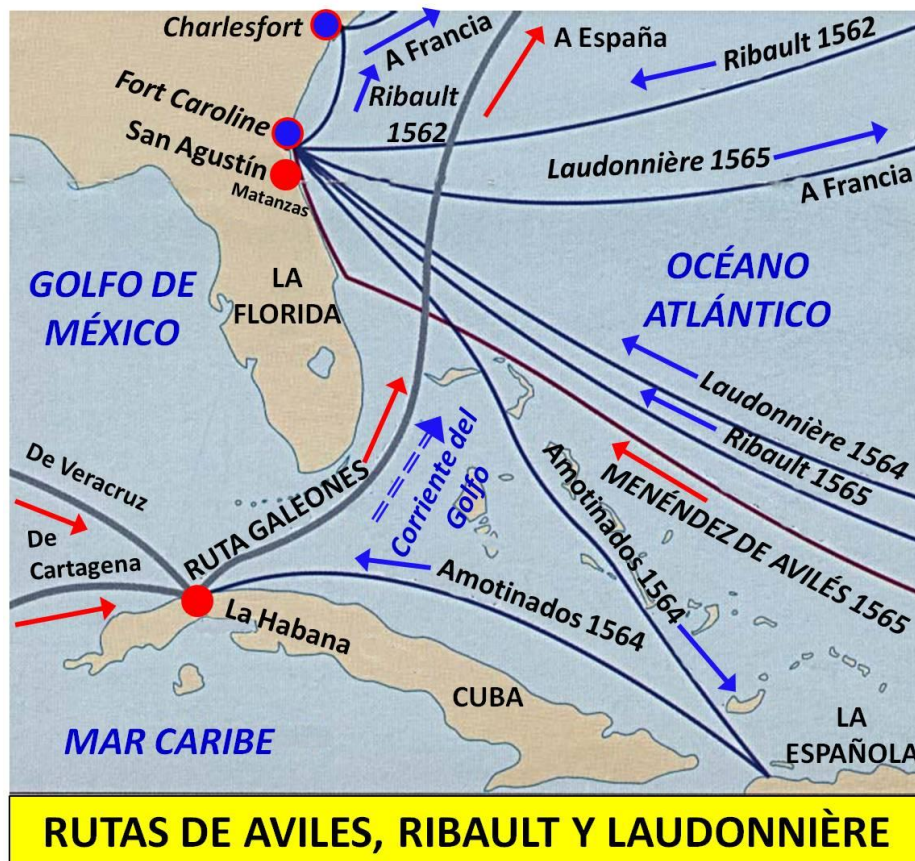 Charlesfort
A Francia
A España
Ribault 1562
Fort Caroline
Ribault
1562
San Agustín
Matanzas
Laudonnière 1565
A Francia
GOLFO DE
MÉXICO
LA
FLORIDA
OCÉANO
ATLÁNTICO
Laudonnière 1564
Ribault 1565
MENÉNDEZ DE AVILÉS 1565
Amotinados 1564
De Veracruz
De
Cartagena
RUTA GALEONES
Corriente del
Golfo
Amotinados 1564
La Habana
CUBA
MAR CARIBE
LA
ESPAÑOLA
RUTAS DE AVILES, RIBAULT Y LAUDONNIÈRE